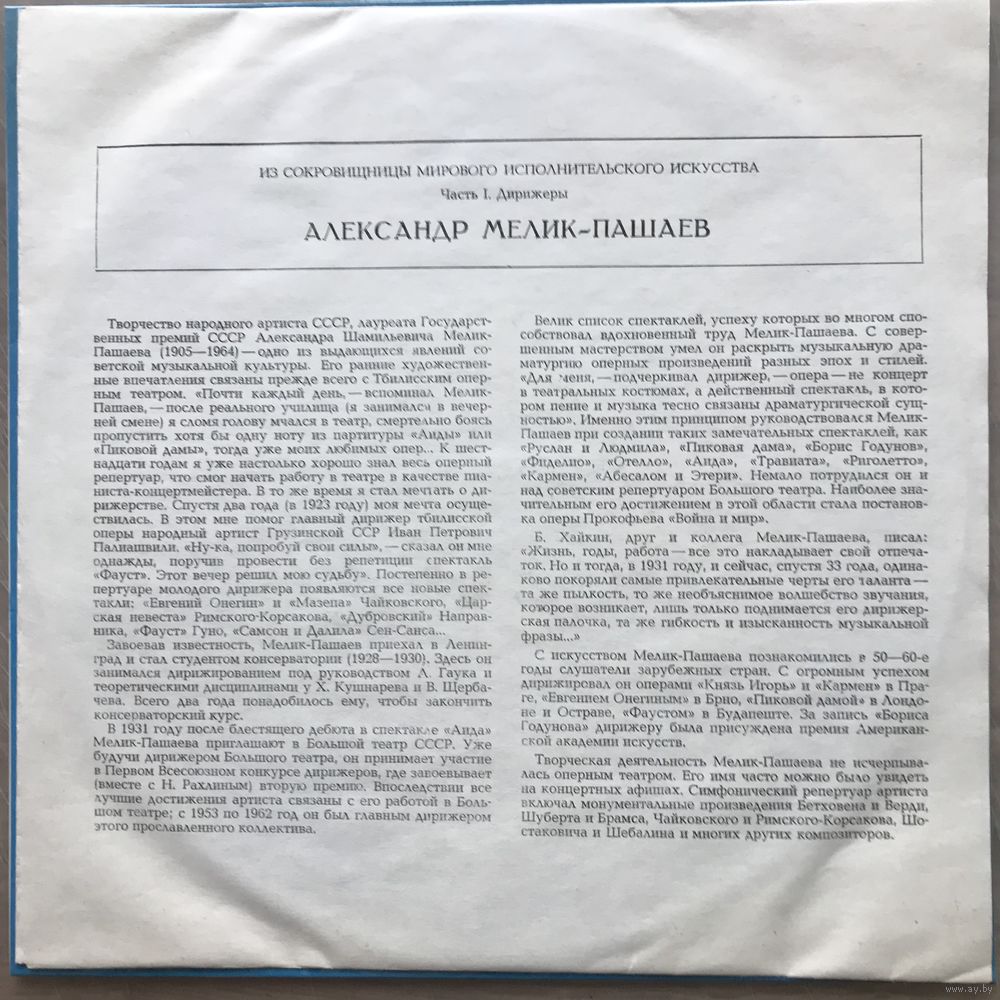 ИЗ СОКРОВИЩНИЦЫ МИРОВОГО ИСПОЛНИТЕЛЬСКОГО ИСКУССТВА
Часть I. Дирижеры
АЛЕКСАНДР МЕЛИК-ПАШАЕВ
Творчество народного артиста СССР, лауреата Государст-
венных премий СССР Александра Шамильевича Мелик-
Пашаева (1905—1964) — одно из выдающихся явлений со-
ветской музыкальной культуры. Его ранние художествен-
ные впечатления связаны прежде всего с Тбилисским опер-
ным театром. «Почти каждый день, — вспоминал Мелик-
Пашаев, — после реального училища (я занимался в вечер-
ней смене) я сломя голову мчался в театр, смертельно боясь
пропустить хотя бы одну ноту из партитуры «Аиды» или
«Пиковой дамы», тогда уже моих любимых опер... К шест-
надцати годам я уже настолько хорошо знал весь оперный
репертуар, что смог начать работу в театре в качестве пиа-
ниста-концертмейстера. В то же время я стал мечтать о ди-
рижерстве. Спустя два года (в 1923 году) моя мечта осуще-
ствилась. В этом мне помог главный дирижер тбилисской
оперы народный артист Грузинской ССР Иван Петрович
Палиашвили. «Ну-ка, попробуй свои силы», — сказал он мне
однажды, поручив провести без репетиции спектакль
«Фауст». Этот вечер решил мою судьбу». Постепенно в ре-
пертуаре молодого дирижера появляются все новые спек-
такли: «Евгений Онегин» и «Мазепа» Чайковского, «Цар-
ская невеста» Римского-Корсакова, «Дубровский» Направ-
ника, «Фауст» Гуно, «Самсон и Далила» Сен-Санса...
Завоевав известность, Мелик-Пашаев приехал в Ленин-
град и стал студентом консерватории (1928—1930). Здесь он
занимался дирижированием под руководством А. Гаука и
теоретическими дисциплинами у Х. Кушнарева и В. Щерба-
чева. Всего два года понадобилось ему, чтобы закончить
консерваторский курс.
В 1931 году после блестящего дебюта в спектакле «Аида»
Мелик-Пашаева приглашают в Большой театр СССР. Уже
будучи дирижером Большого театра, он принимает участие
в Первом Всесоюзном конкурсе дирижеров, где завоевывает
(вместе с Н. Рахлиным) вторую премию. Впоследствии все
лучшие достижения артиста связаны с его работой в Боль-
шом театре; с 1953 по 1962 год он был главным дирижером
этого прославленного коллектива.
Велик список спектаклей, успеху которых во многом спо-
собствовал вдохновенный труд Мелик-Пашаева. С совер-
шенным мастерством умел он раскрыть музыкальную дра-
матургию оперных произведений разных эпох и стилей.
«Для меня, — подчеркивал дирижер, — опера — не концерт
в театральных костюмах, а действенный спектакль, в кото-
ром пение и музыка тесно связаны драматургической сущ-
ностью». Именно этим принципом руководствовался Мелик-
Пашаев при создании таких замечательных спектаклей, как
«Руслан и Людмила», «Пиковая дама», «Борис Годунов»,
«Фиделио», «Отелло», «Аида», «Травиата», «Риголетто»,
«Кармен», «Абесалом и Этери». Немало потрудился он и
над советским репертуаром Большого театра. Наиболее зна-
чительным его достижением в этой области стала постанов-
ка оперы Прокофьева «Война и мир».
Б. Хайкин, друг и коллега Мелик-Пашаева, писал:
«Жизнь, годы, работа — все это накладывает свой отпеча-
ток. Но и тогда, в 1931 году, и сейчас, спустя 33 года, одина-
ково покоряли самые привлекательные черты его таланта —
та же пылкость, то же необъяснимое волшебство звучания,
которое возникает, лишь только поднимается его дирижер-
ская палочка, та же гибкость и изысканность музыкальной
фразы...»
С искусством Мелик-Пашаева познакомились в 50—60-е
годы слушатели зарубежных стран. С огромным успехом
дирижировал он операми «Князь Игорь» и «Кармен» в Пра-
ге, «Евгением Онегиным» в Брно, «Пиковой дамой» в Лондо-
не и Остраве, «Фаустом» в Будапеште. За запись «Бориса
Годунова» дирижеру была присуждена премия Американ-
ской академии искусств.
Творческая деятельность Мелик-Пашаева не исчерпыва-
лась оперным театром. Его имя часто можно было увидеть
на концертных афишах. Симфонический репертуар артиста
включал монументальные произведения Бетховена и Верди,
Шуберта и Брамса, Чайковского и Римского-Корсакова, Шо-
стаковича и Шебалина и многих других композиторов.
www.ay.by